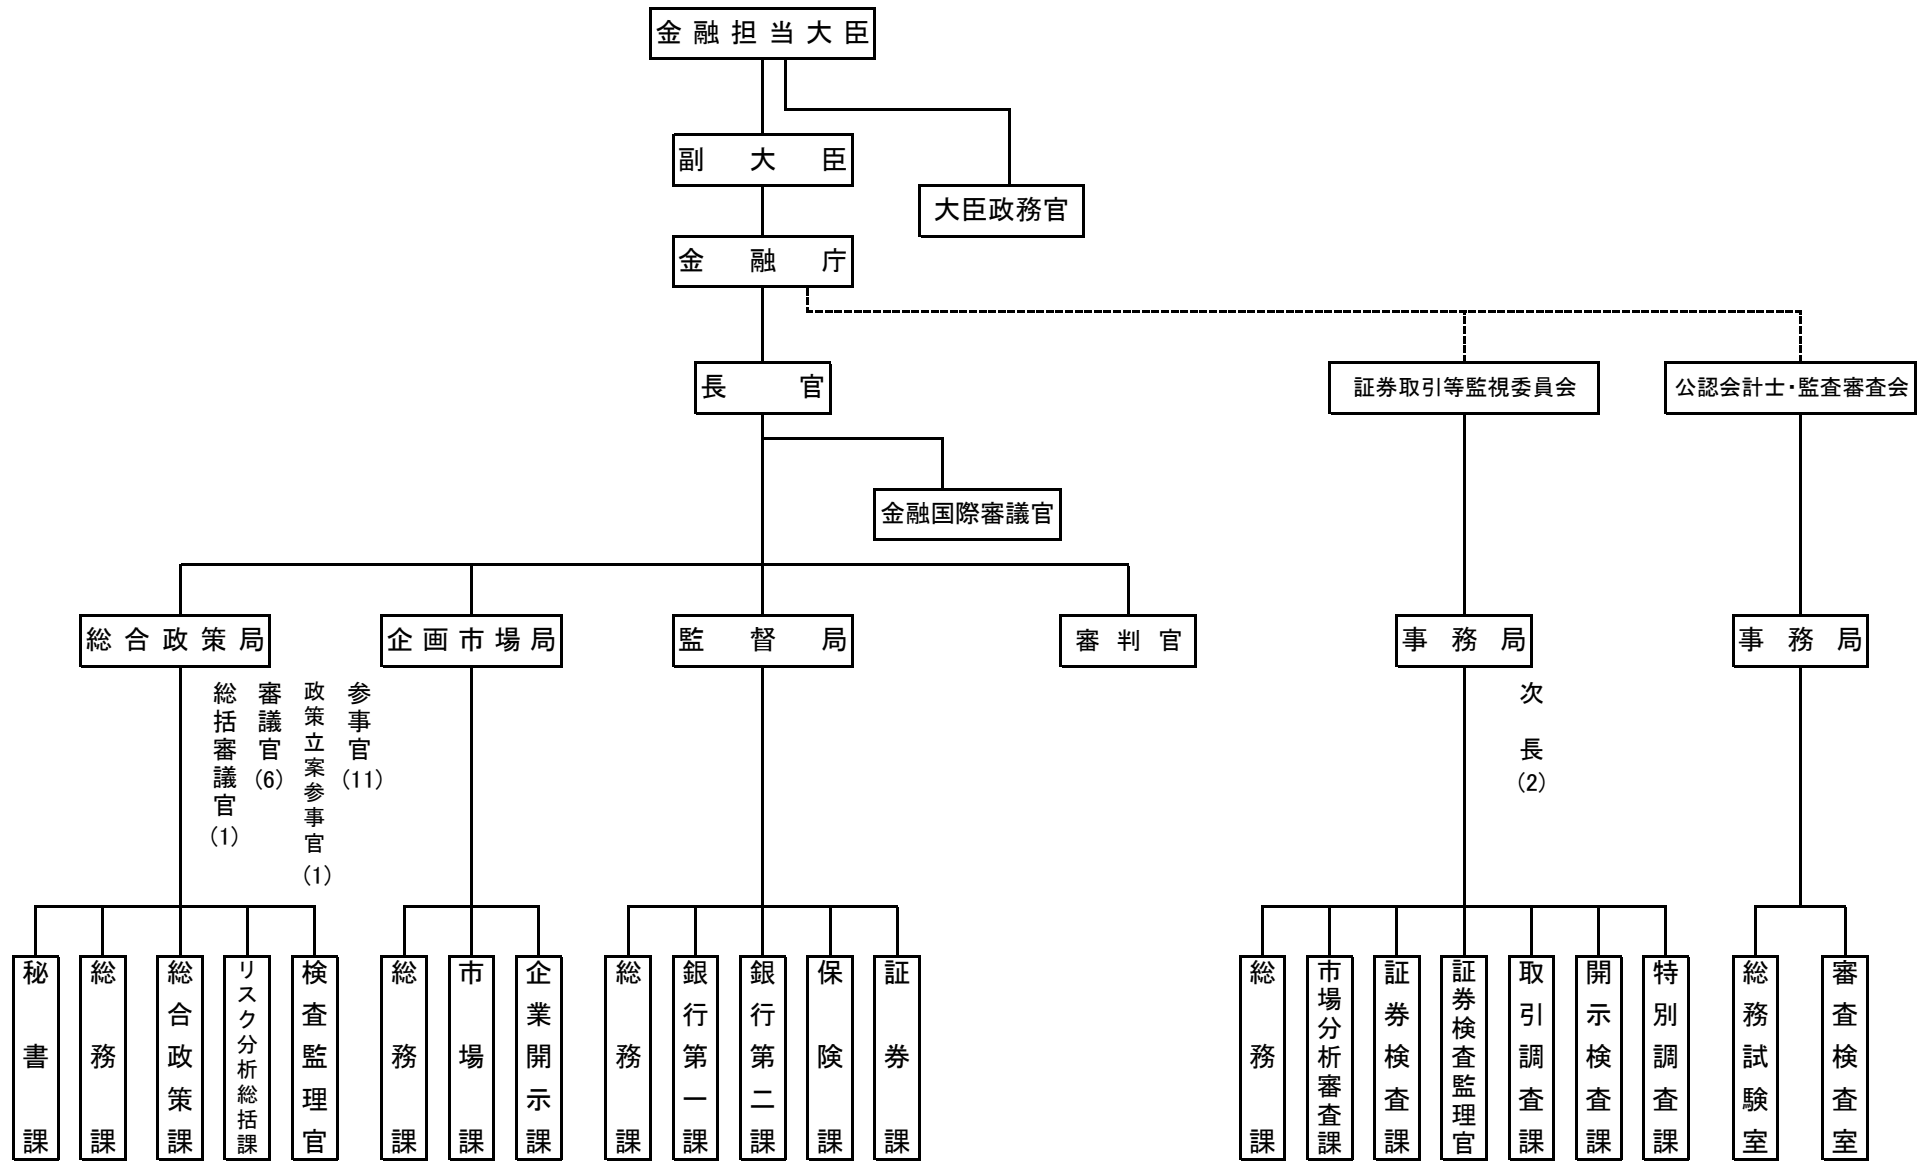 金融担当大臣
副大臣
大臣政務官
金融庁
長官
証券取引等監視委員会
公認会計士・監査審査会
金融国際審議官
総合政策局
企画市場局
監督局
審判官
事務局
事務局
総括審議官(1)
審議官(6)
政策立案参事官(1)
参事官(11)
次長(2)
秘書課
総務課
総合政策課
リスク分析総括課
検査監理官
総務課
市場課
企業開示課
総務課
銀行第一課
銀行第二課
保険課
証券課
総務課
市場分析審査課
証券検査課
証券検査監理官
取引調査課
開示検査課
特別調査課
総務試験室
審査検査室